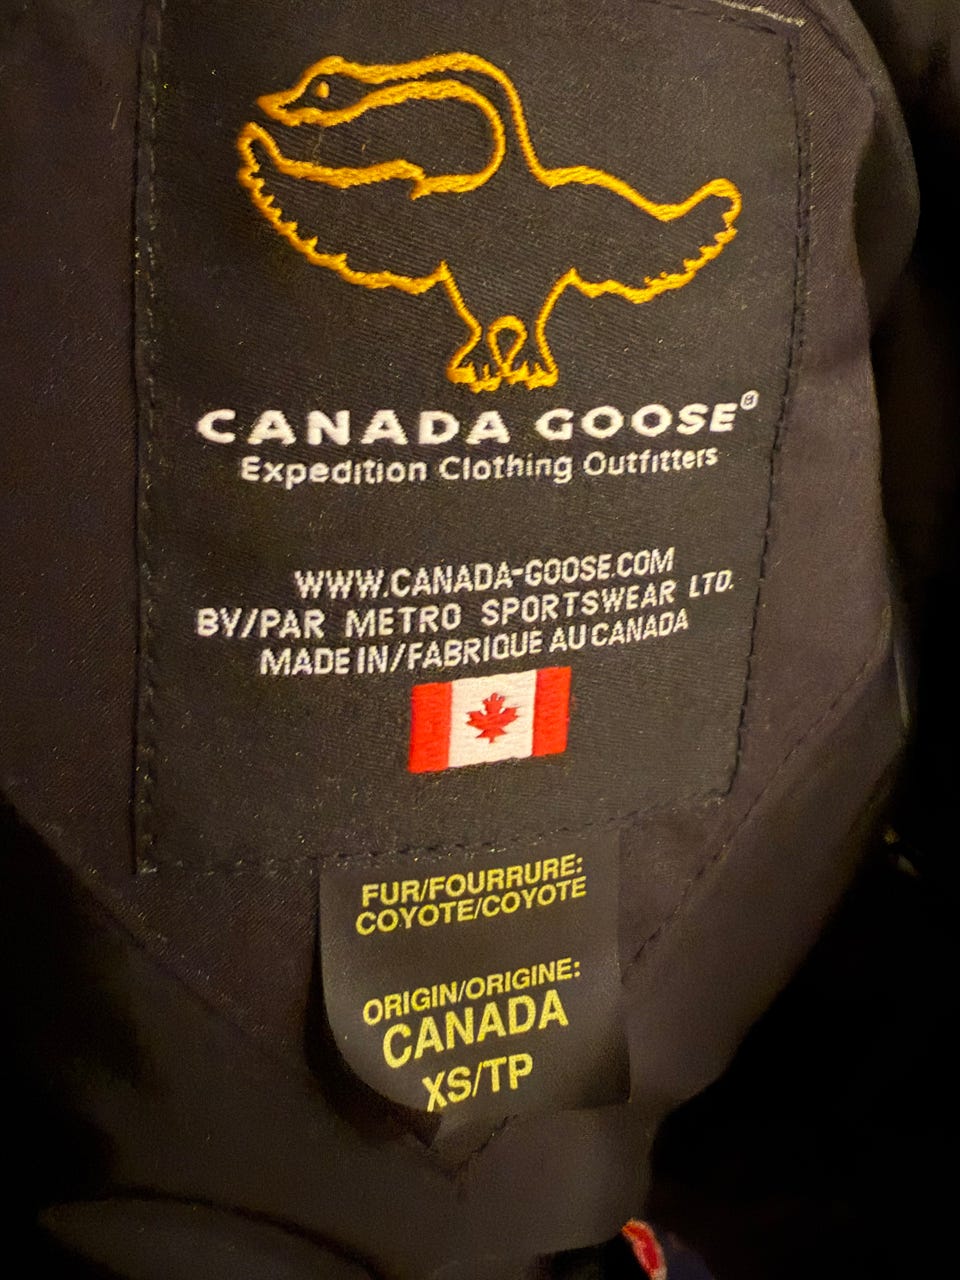 CANADA GOOSE®
Expedition Clothing Outfitters
WWW.CANADA-GOOSE.COM
BY/PAR METRO SPORTSWEAR LTD.
MADE IN/FABRIQUE AU CANADA
FUR/FOURRURE:
COYOTE/COYOTE
ORIGIN/ORIGINE:
CANADA
XS/TP